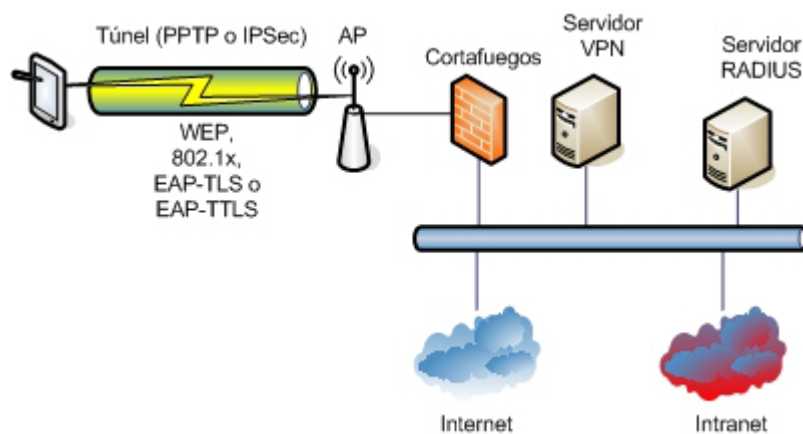 Túnel (PPTP o IPSec)
AP
Cortafuegos
Servidor
VPN
Servidor
RADIUS
WEP,
802.1x,
EAP-TLS o
EAP-TTLS
Internet
Intranet